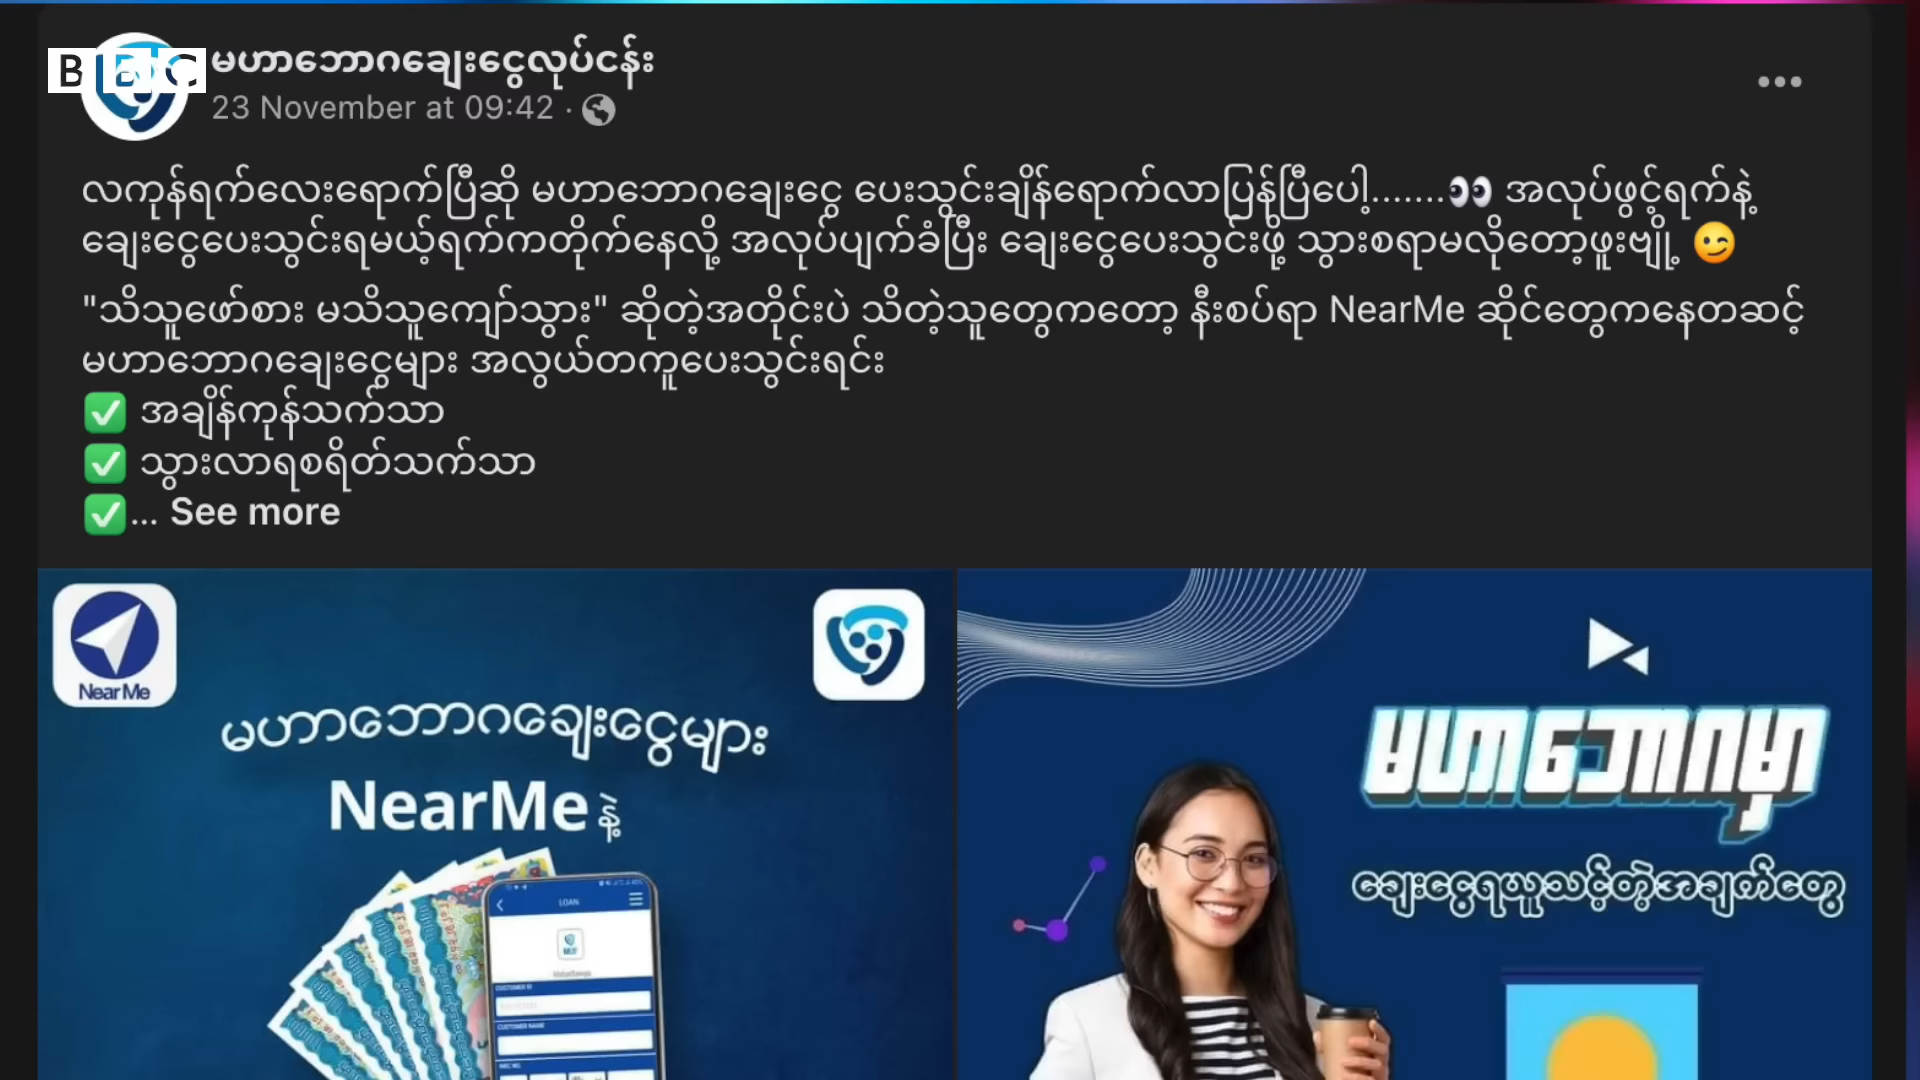 BBC
မဟာဘောဂချေးငွေလုပ်ငန်း
23 November at 09:42 ·
လကုန်ရက်လေးရောက်ပြီဆို မဟာဘောဂချေးငွေ ပေးသွင်းချိန်ရောက်လာပြန်ပြီပေါ့.......👀 အလုပ်ဖွင့်ရက်နဲ့
ချေးငွေပေးသွင်းရမယ့်ရက်ကတိုက်နေလို့ အလုပ်ပျက်ခံပြီး ချေးငွေပေးသွင်းဖို့ သွားစရာမလိုတော့ဖူးဗျို့ 😉
"သိသူဖော်စား မသိသူကျော်သွား" ဆိုတဲ့အတိုင်းပဲ သိတဲ့သူတွေကတော့ နီးစပ်ရာ NearMe ဆိုင်တွေကနေတဆင့်
မဟာဘောဂချေးငွေများ အလွယ်တကူပေးသွင်းရင်း
✅ အချိန်ကုန်သက်သာ
✅ သွားလာရစရိတ်သက်သာ
✅... See more
NearMe
မဟာဘောဂချေးငွေများ
NearMe နဲ့
LOAN
CUSTOMER ID
CUSTOMER NAME
မဟာဘောဂမှာ
ချေးငွေရယူသင့်တဲ့အချက်တွေ